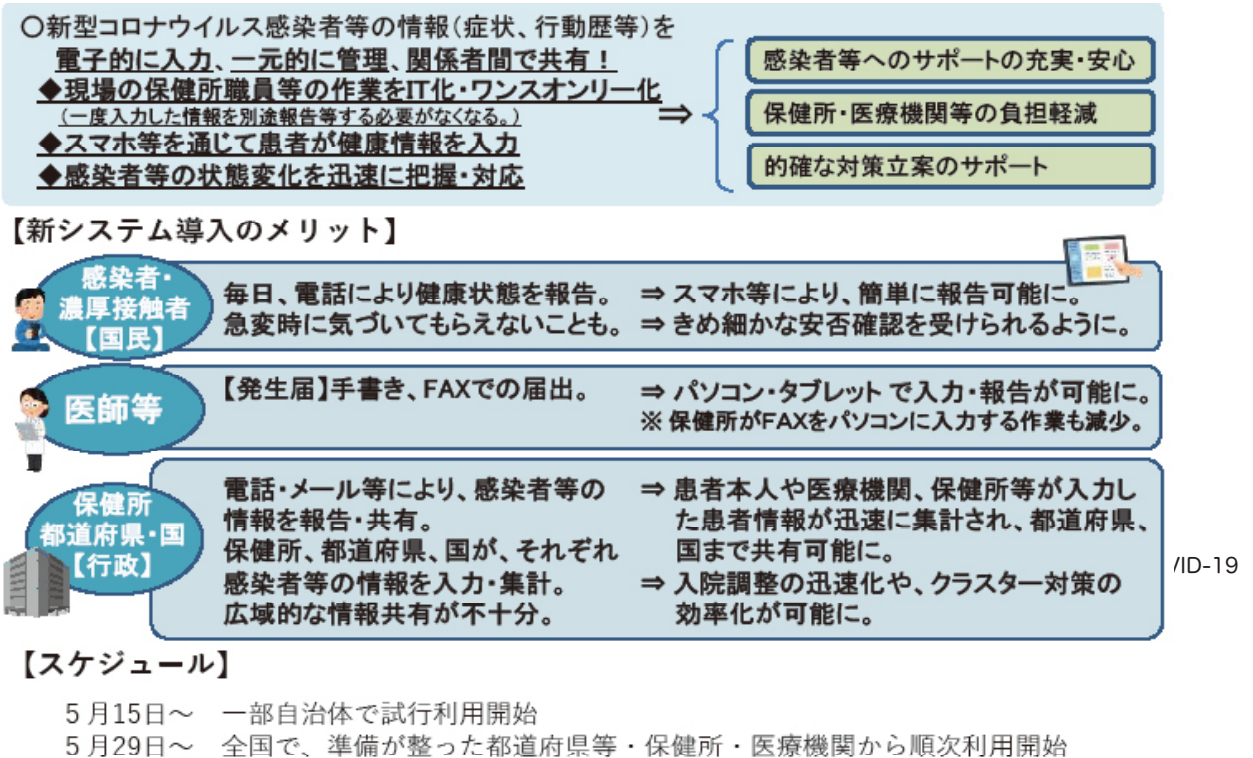 〇新型コロナウイルス感染者等の情報(症状、行動歴等)を
電子的に入力、一元的に管理、関係者間で共有！
◆現場の保健所職員等の作業をIT化・ワンスオンリー化
(一度入力した情報を別途報告等する必要がなくなる。)
◆スマホ等を通じて患者が健康情報を入力
◆感染者等の状態変化を迅速に把握・対応
⇒
感染者等へのサポートの充実・安心
保健所・医療機関等の負担軽減
的確な対策立案のサポート
【新システム導入のメリット】
感染者・
濃厚接触者
【国民】
毎日、電話により健康状態を報告。
急変時に気づいてもらえないことも。
⇒ スマホ等により、簡単に報告可能に。
⇒ きめ細かな安否確認を受けられるように。
医師等
【発生届】手書き、FAXでの届出。
⇒ パソコン・タブレット で入力・報告が可能に。
※ 保健所がFAXをパソコンに入力する作業も減少。
保健所
都道府県・国
【行政】
電話・メール等により、感染者等の
情報を報告・共有。
保健所、都道府県、国が、それぞれ
感染者等の情報を入力・集計。
広域的な情報共有が不十分。
⇒ 患者本人や医療機関、保健所等が入力し
た患者情報が迅速に集計され、都道府県、
国まで共有可能に。
⇒ 入院調整の迅速化や、クラスター対策の
効率化が可能に。
VID-19
【スケジュール】
5月15日～ 一部自治体で試行利用開始
5月29日～ 全国で、準備が整った都道府県等・保健所・医療機関から順次利用開始